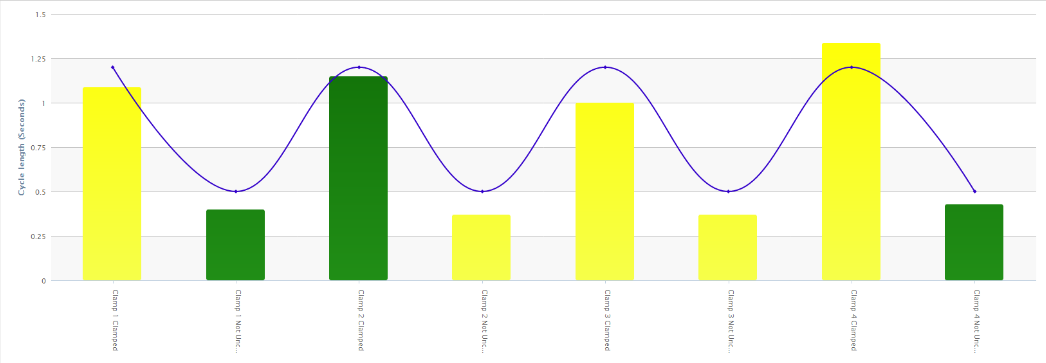 1.5
1.25
1
0.75
0.5
0.25
0
Cycle length (Seconds)
Clamp 1 Clamped
Clamp 1 Not Unc...
Clamp 2 Clamped
Clamp 2 Not Unc...
Clamp 3 Clamped
Clamp 3 Not Unc...
Clamp 4 Clamped
Clamp 4 Not Unc...